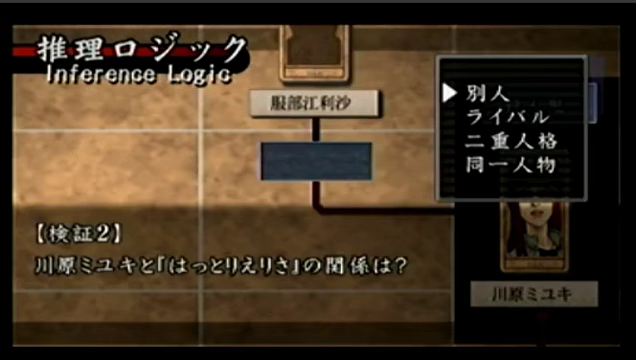 推理ロジック
Inference Logic
服部江利沙
別人
ライバル
二重人格
同一人物
【検証2】
川原ミユキと『はっとりえりさ』の関係は?
川原ミユキ